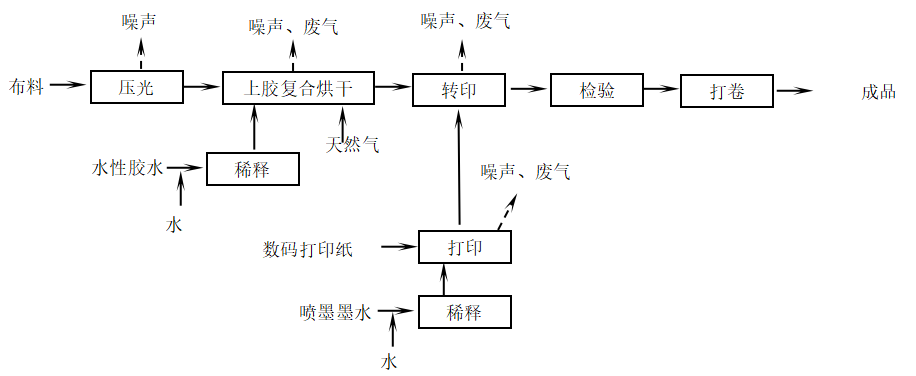 噪声
噪声、废气
噪声、废气
布料
压光
上胶复合烘干
转印
检验
打卷
成品
天然气
水性胶水
稀释
水
噪声、废气
数码打印纸
打印
喷墨墨水
稀释
水